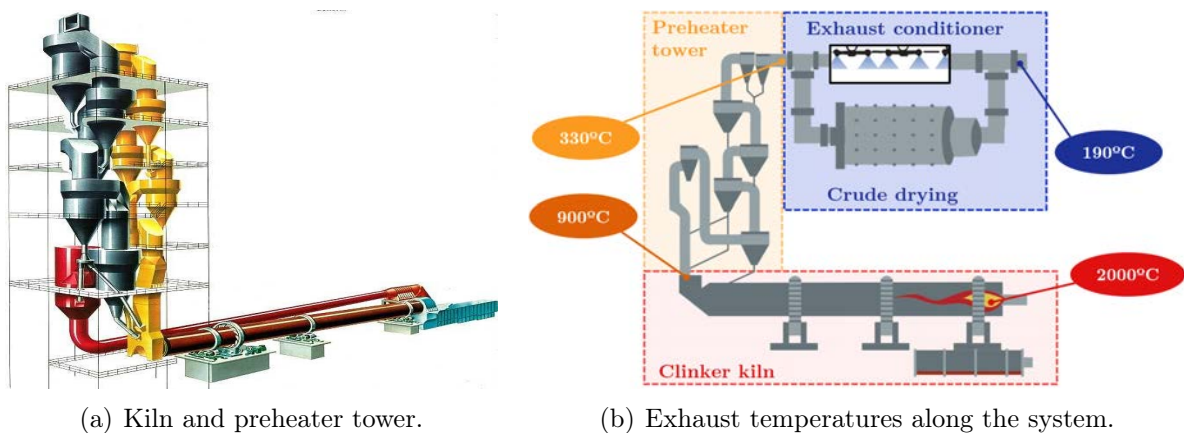 Preheater
tower
Exhaust conditioner
330ºC
190ºC
Crude drying
900ºC
2000ºC
Clinker kiln
(a) Kiln and preheater tower.
(b) Exhaust temperatures along the system.